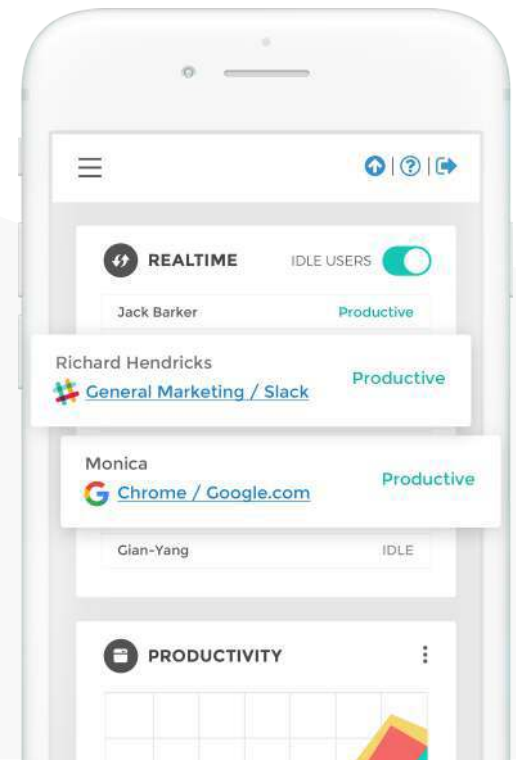 REALTIME IDLE USERS
Jack Barker Productive
Richard Hendricks
General Marketing / Slack Productive
Monica
Chrome / Google.com Productive
Gian-Yang IDLE
PRODUCTIVITY